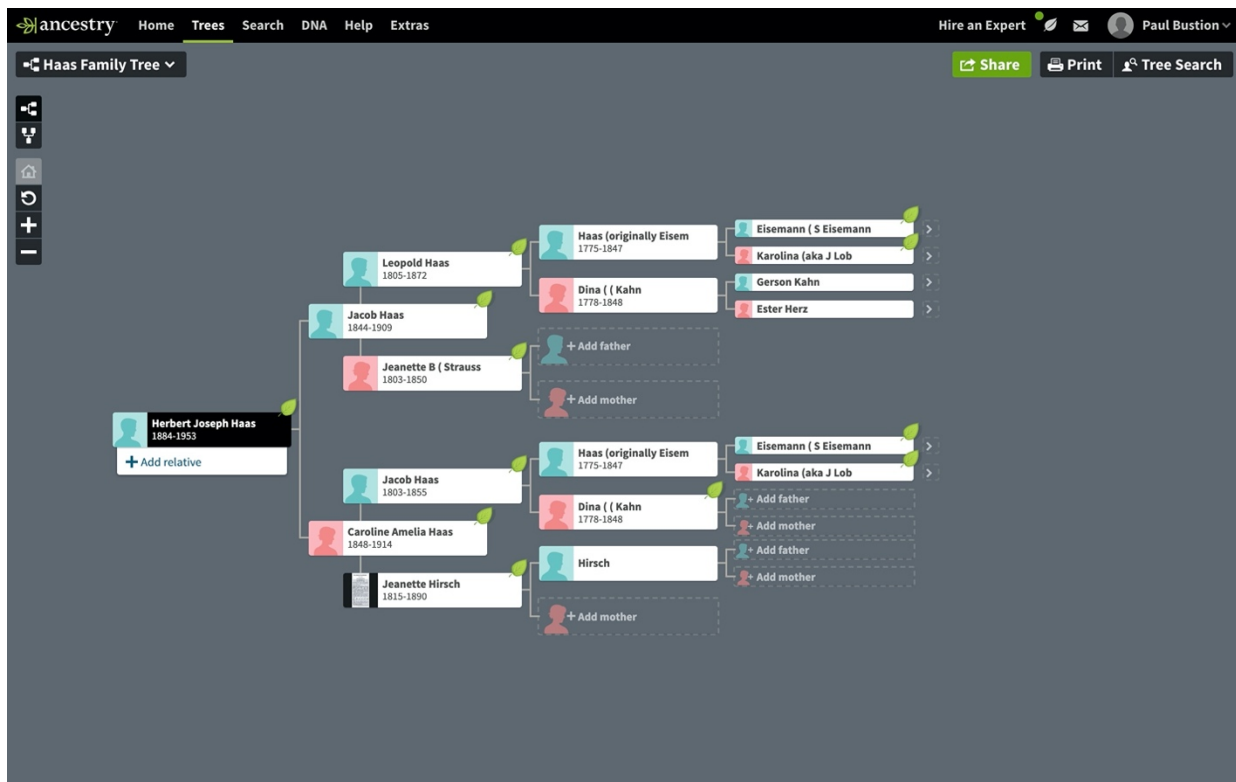 ancestry Home Trees Search DNA Help Extras Hire an Expert Paul Bustion
Haas Family Tree Share Print Tree Search
Herbert Joseph Haas
1884-1953
+ Add relative
Jacob Haas
1844-1909
Leopold Haas
1805-1872
Haas (originally Eisem
1775-1847
Eisemann ( S Eisemann
Karolina (aka J Lob
Dina ( ( Kahn
1778-1848
Gerson Kahn
Ester Herz
Jeanette B ( Strauss
1803-1850
+ Add father
+ Add mother
Caroline Amelia Haas
1848-1914
Jacob Haas
1803-1855
Haas (originally Eisem
1775-1847
Eisemann ( S Eisemann
Karolina (aka J Lob
Dina ( ( Kahn
1778-1848
+ Add father
+ Add mother
Jeanette Hirsch
1815-1890
Hirsch
+ Add father
+ Add mother
+ Add mother